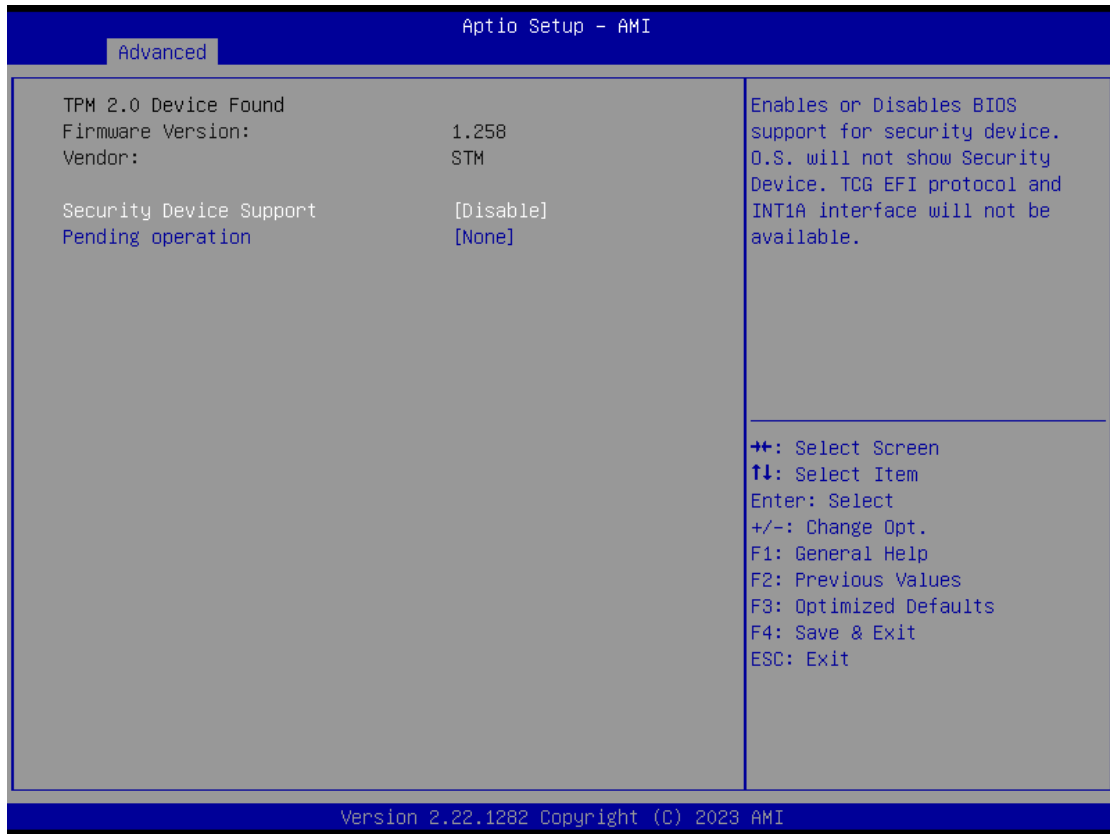 Aptio Setup – AMI
Advanced
TPM 2.0 Device Found
Firmware Version: 1.258
Vendor: STM
Security Device Support [Disable]
Pending operation [None]
Enables or Disables BIOS
support for security device.
O.S. will not show Security
Device. TCG EFI protocol and
INT1A interface will not be
available.
→←: Select Screen
↑↓: Select Item
Enter: Select
+/-: Change Opt.
F1: General Help
F2: Previous Values
F3: Optimized Defaults
F4: Save & Exit
ESC: Exit
Version 2.22.1282 Copyright (C) 2023 AMI